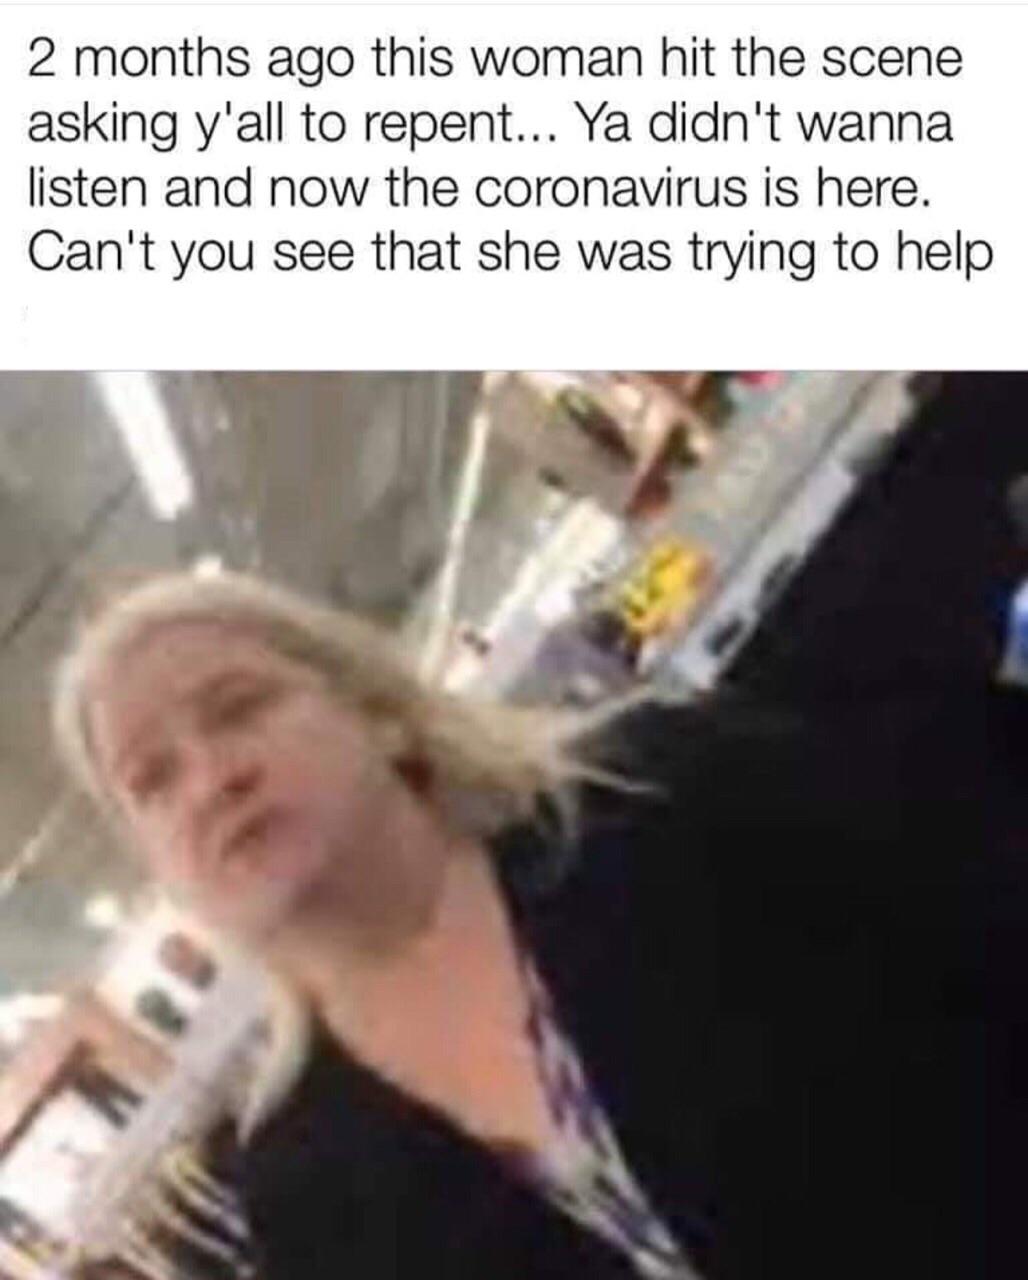 2 months ago this woman hit the scene
asking y'all to repent... Ya didn't wanna
listen and now the coronavirus is here.
Can't you see that she was trying to help